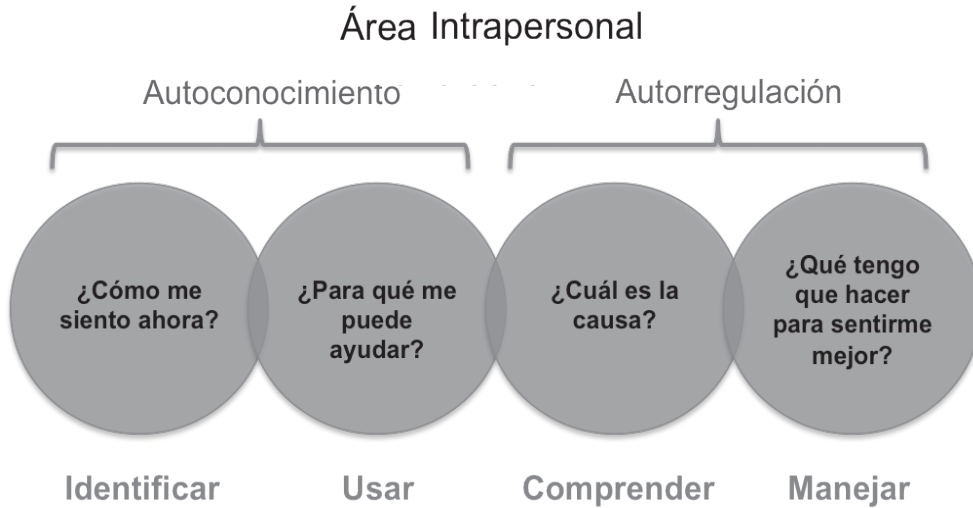 Área Intrapersonal
Autoconocimiento
Autorregulación
¿Cómo me
siento ahora?
¿Para qué me
puede
ayudar?
¿Cuál es la
causa?
¿Qué tengo
que hacer
para sentirme
mejor?
Identificar
Usar
Comprender
Manejar